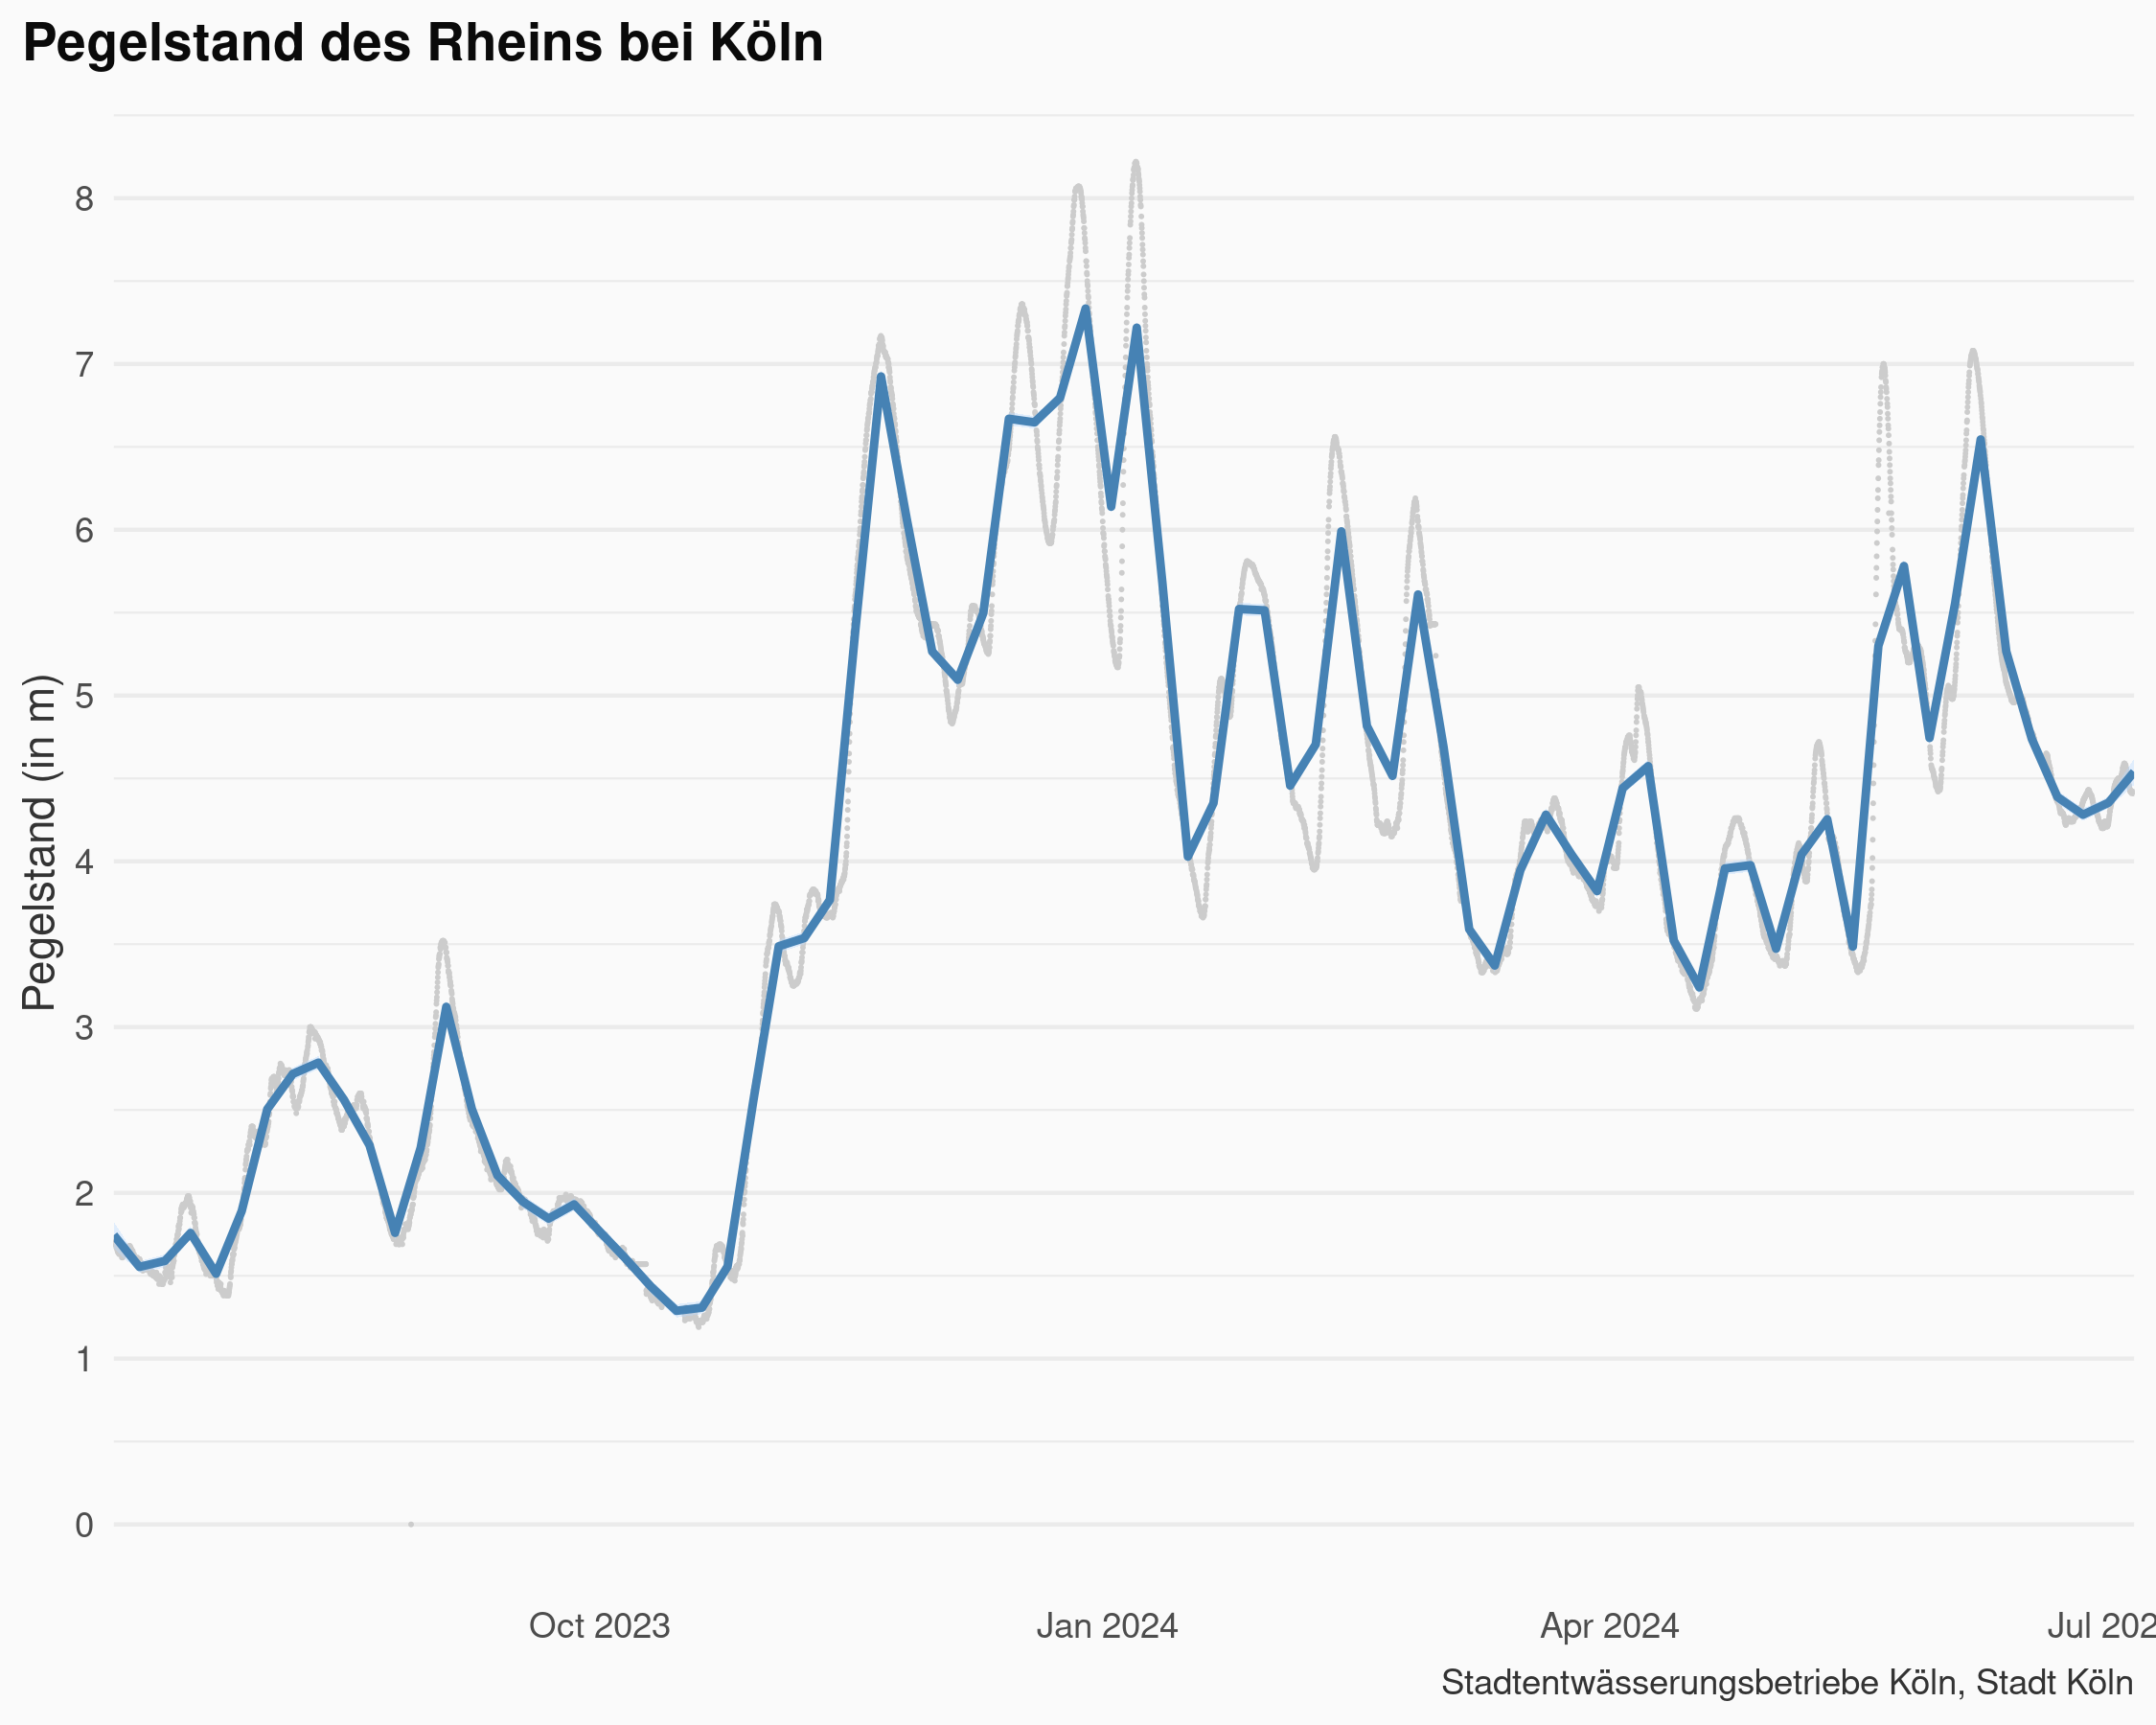 Pegelstand des Rheins bei Köln
Pegelstand (in m)
8
7
6
5
4
3
2
1
0
Oct 2023
Jan 2024
Apr 2024
Jul 202
Stadtentwässerungsbetriebe Köln, Stadt Köln